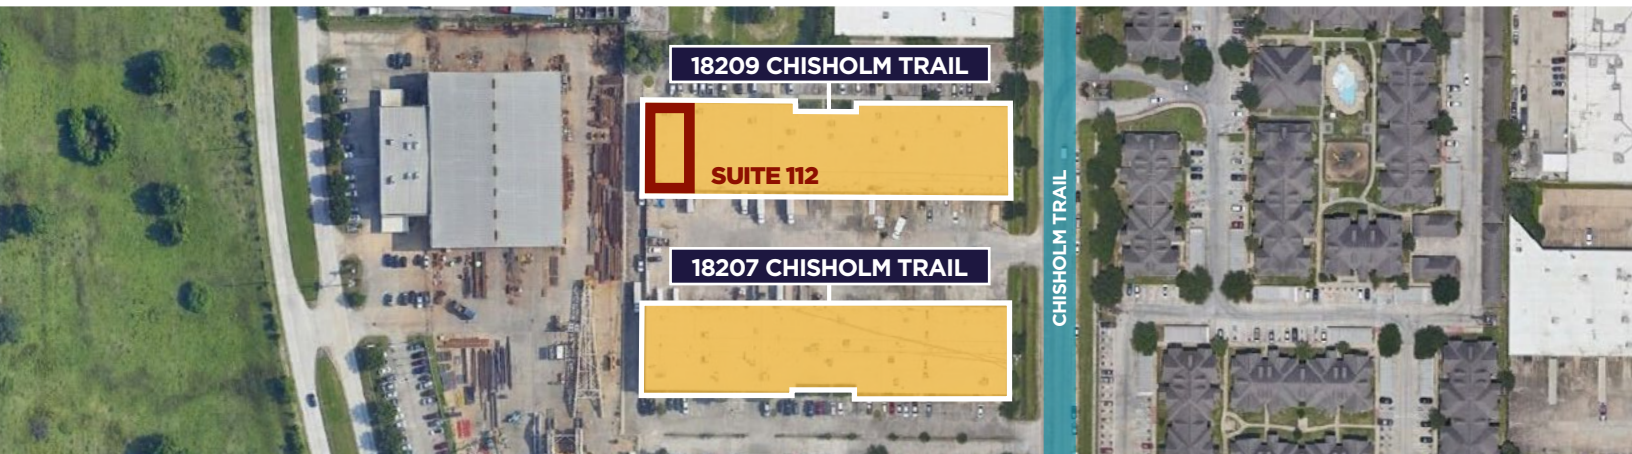 18209 CHISHOLM TRAIL
SUITE 112
18207 CHISHOLM TRAIL
CHISHOLM TRAIL